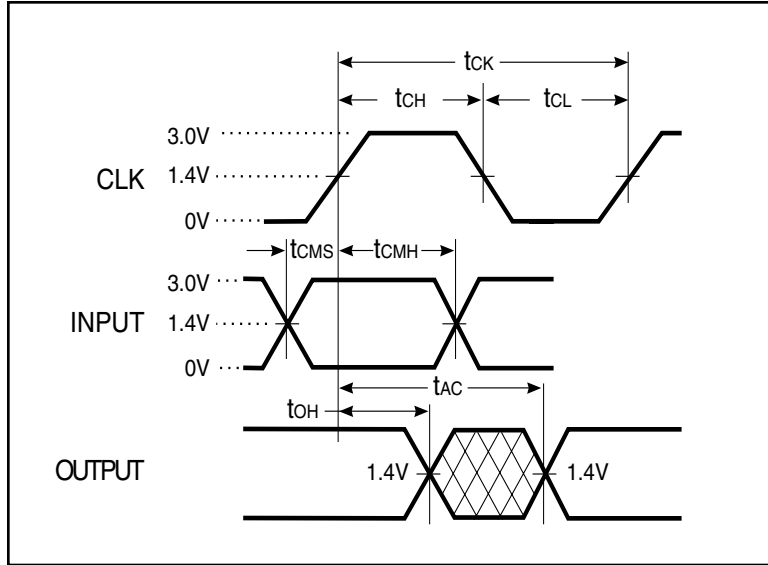 tCK
tCH tCL
3.0V
CLK 1.4V
0V
tCMS tCMH
3.0V
INPUT 1.4V
0V
tAC
tOH
OUTPUT 1.4V 1.4V